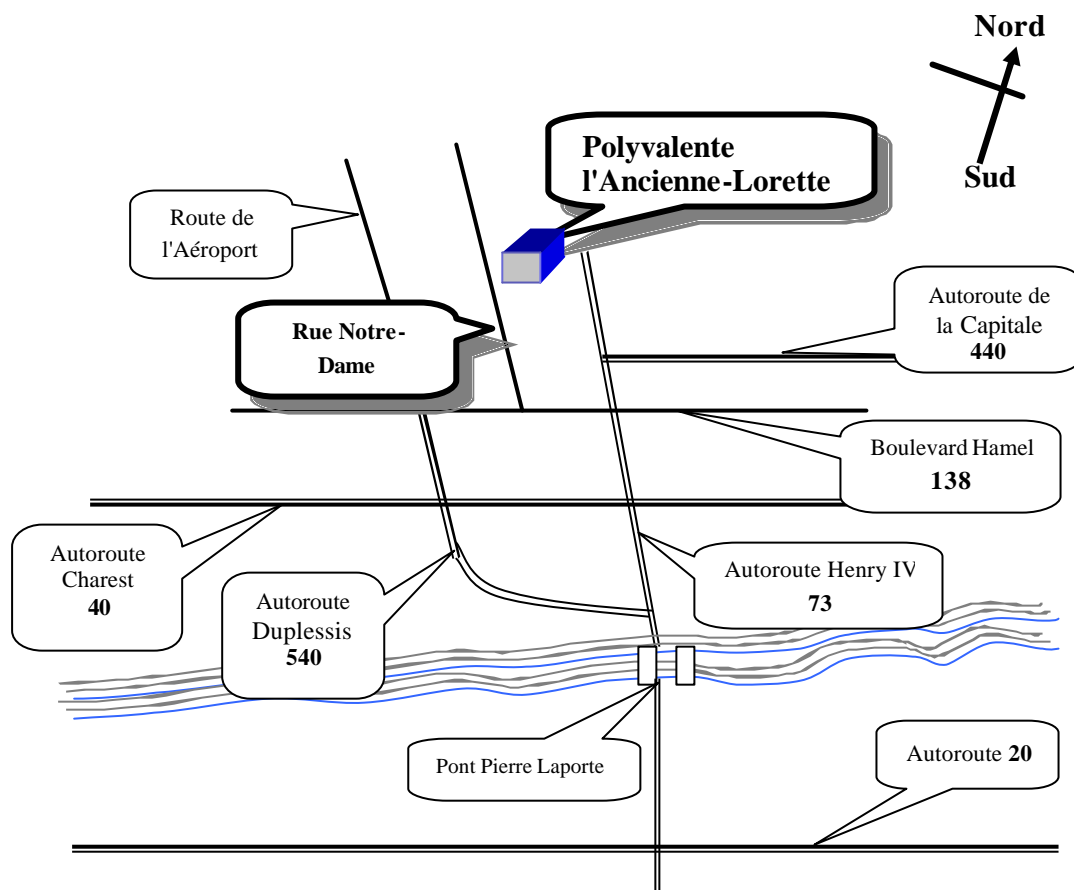 Nord
Sud
Polyvalente
l'Ancienne-Lorette
Route de
l'Aéroport
Rue Notre-
Dame
Autoroute de
la Capitale
440
Boulevard Hamel
138
Autoroute
Charest
40
Autoroute
Duplessis
540
Autoroute Henry IV
73
Pont Pierre Laporte
Autoroute 20